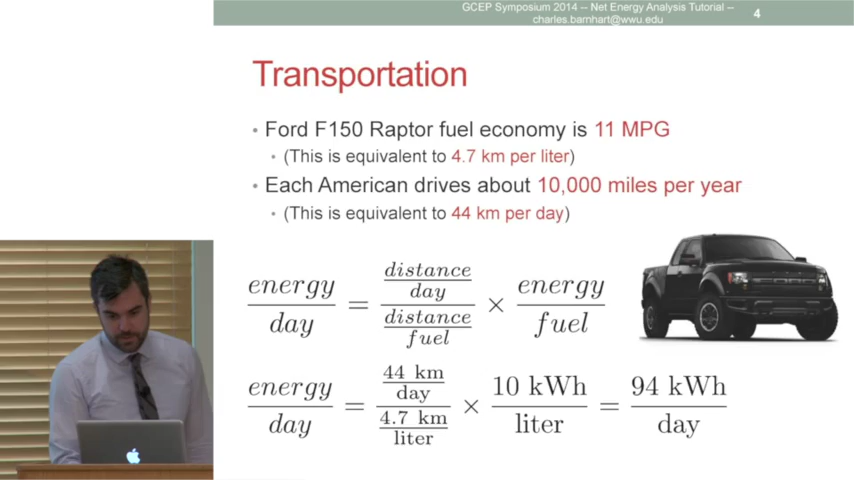 GCEP Symposium 2014 -- Net Energy Analysis Tutorial --
charles.barnhart@wwu.edu
4
Transportation
• Ford F150 Raptor fuel economy is 11 MPG
• (This is equivalent to 4.7 km per liter)
• Each American drives about 10,000 miles per year
• (This is equivalent to 44 km per day)
energy/day = (distance/day)/(distance/fuel) × energy/fuel
energy/day = (44 km/day)/(4.7 km/liter) × 10 kWh/liter = 94 kWh/day